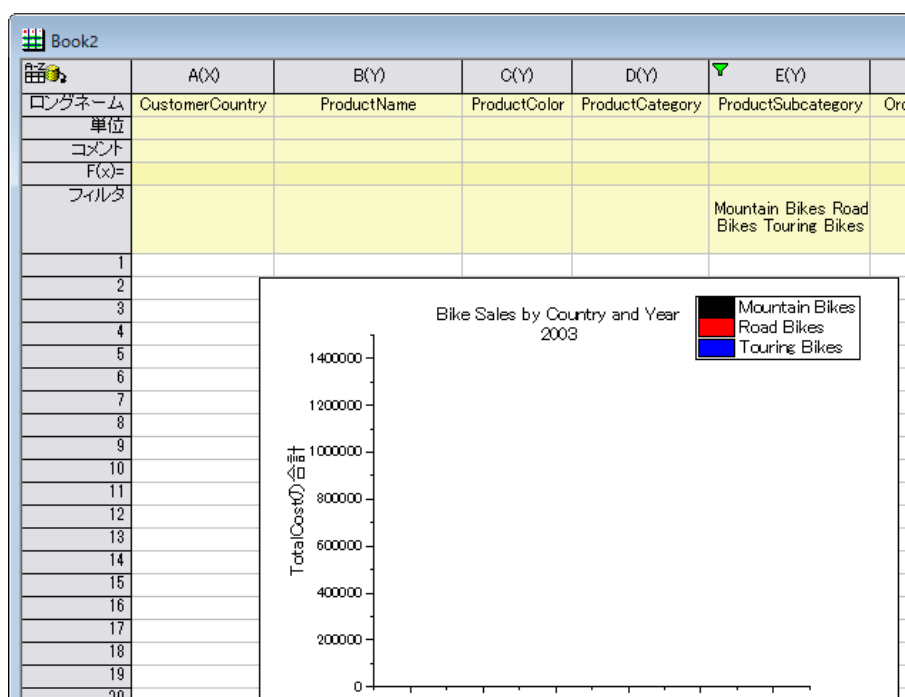 Book2
A(X) B(Y) C(Y) D(Y) E(Y)
ロングネーム CustomerCountry ProductName ProductColor ProductCategory ProductSubcategory Orc
単位
コメント
F(x)=
フィルタ Mountain Bikes Road
Bikes Touring Bikes
1
2
3
4
5
6
7
8
9
10
11
12
13
14
15
16
17
18
19
20
Bike Sales by Country and Year
2003
Mountain Bikes
Road Bikes
Touring Bikes
TotalCostの合計
1400000
1200000
1000000
800000
600000
400000
200000
0